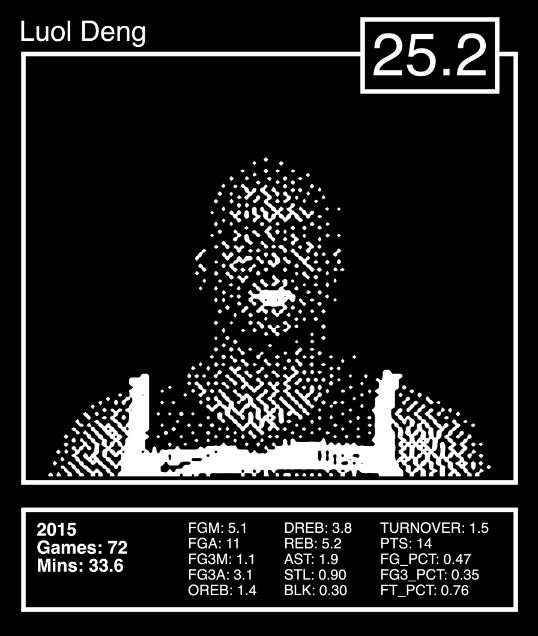 Luol Deng
25.2
2015
Games: 72
Mins: 33.6
FGM: 5.1
FGA: 11
FG3M: 1.1
FG3A: 3.1
OREB: 1.4
DREB: 3.8
REB: 5.2
AST: 1.9
STL: 0.90
BLK: 0.30
TURNOVER: 1.5
PTS: 14
FG_PCT: 0.47
FG3_PCT: 0.35
FT_PCT: 0.76